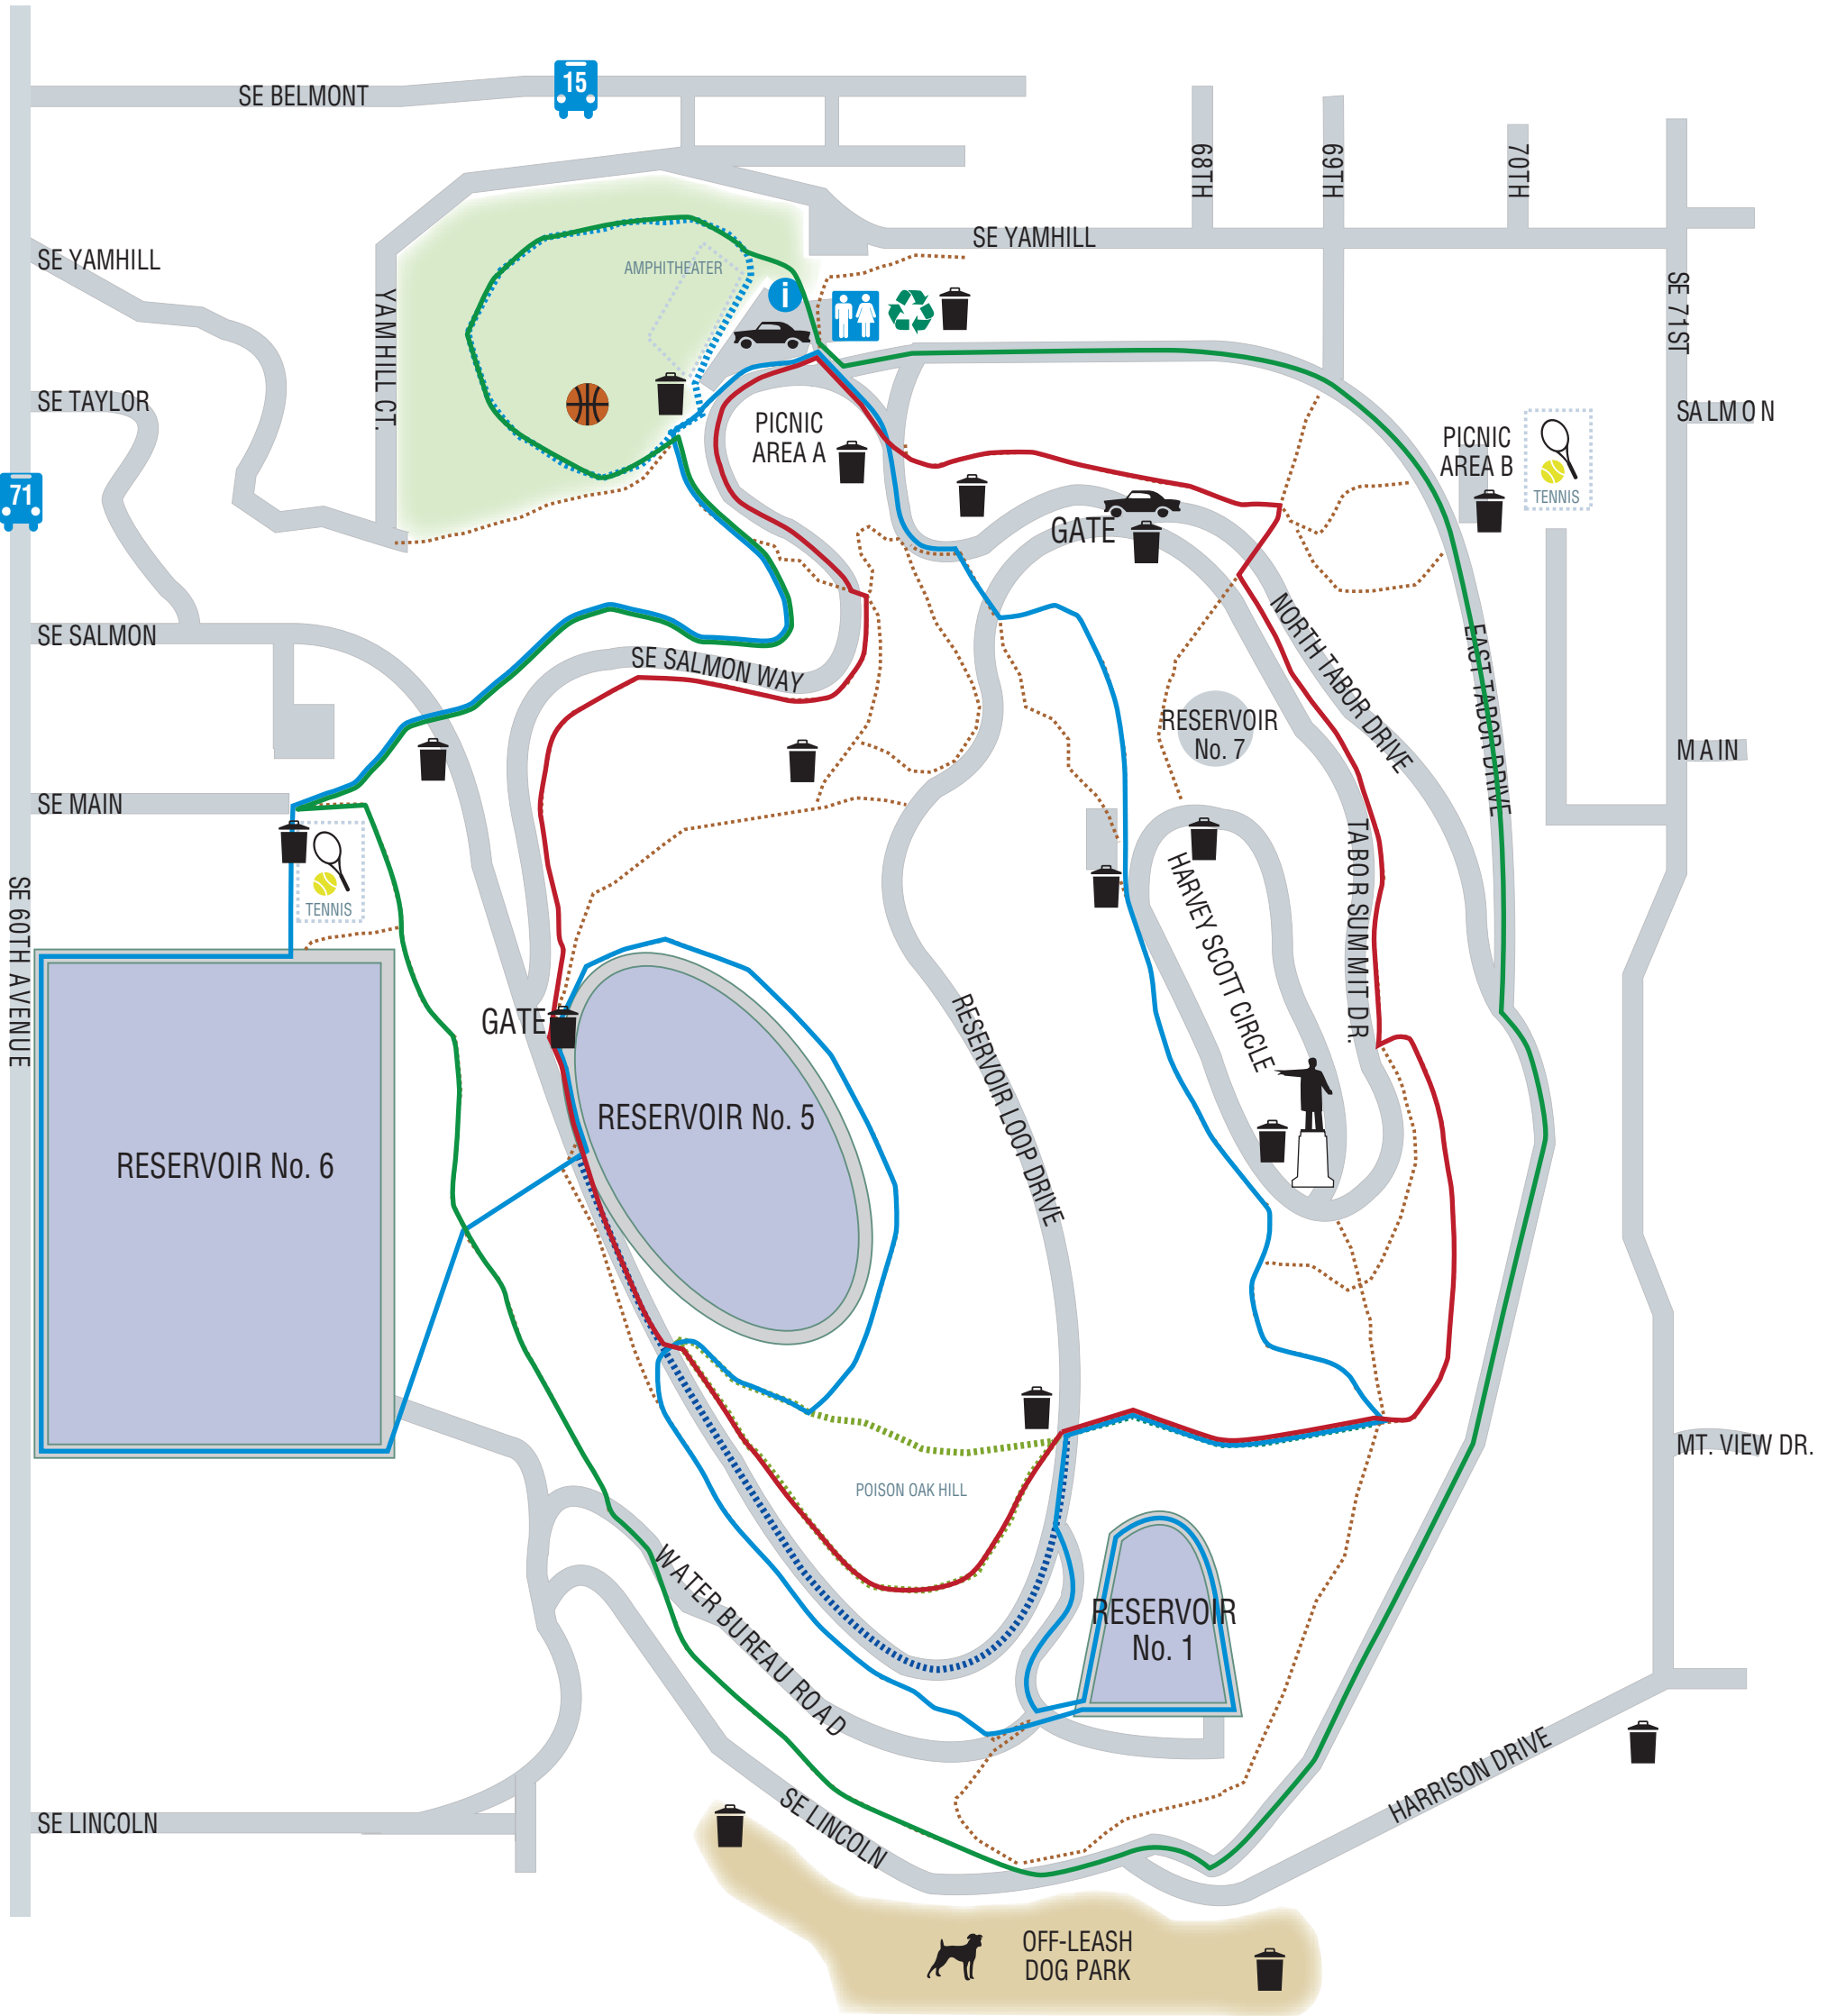 15
SE BELMONT
68TH
69TH
70TH
SE YAMHILL
SE YAMHILL
AMPHITHEATER
i
YAMHILL CT.
SE 71ST
SE TAYLOR
PICNIC
AREA A
PICNIC
AREA B
SALMON
TENNIS
71
GATE
SE SALMON
SE SALMON WAY
NORTH TABOR DRIVE
EAST TABOR DRIVE
RESERVOIR
No. 7
MAIN
SE MAIN
TENNIS
SE 60TH AVENUE
HARVEY SCOTT CIRCLE
TABOR SUMMIT DR.
GATE
RESERVOIR LOOP DRIVE
RESERVOIR No. 5
RESERVOIR No. 6
MT. VIEW DR.
POISON OAK HILL
WATER BUREAU ROAD
RESERVOIR
No. 1
SE LINCOLN
SE LINCOLN
HARRISON DRIVE
OFF-LEASH
DOG PARK